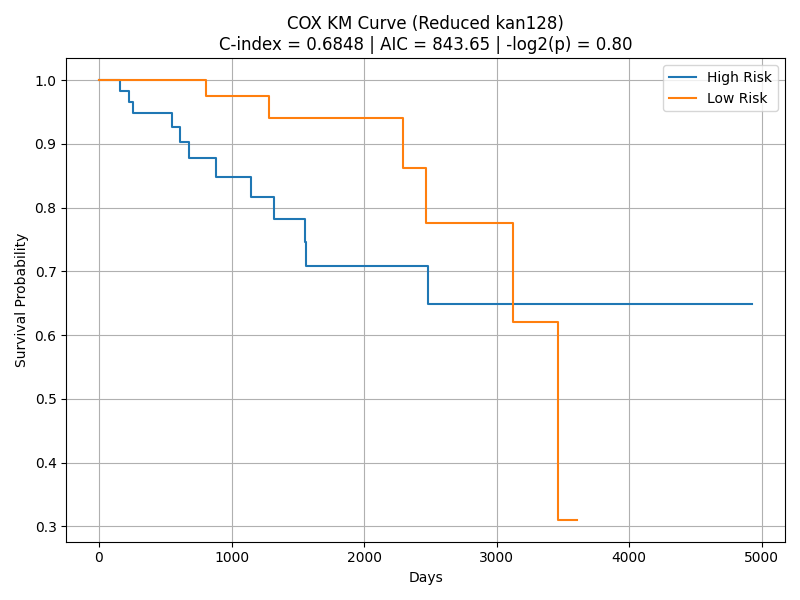 COX KM Curve (Reduced kan128)
C-index = 0.6848 | AIC = 843.65 | -log2(p) = 0.80
High Risk
Low Risk
1.0
0.9
0.8
0.7
0.6
0.5
0.4
0.3
Survival Probability
0
1000
2000
3000
4000
5000
Days